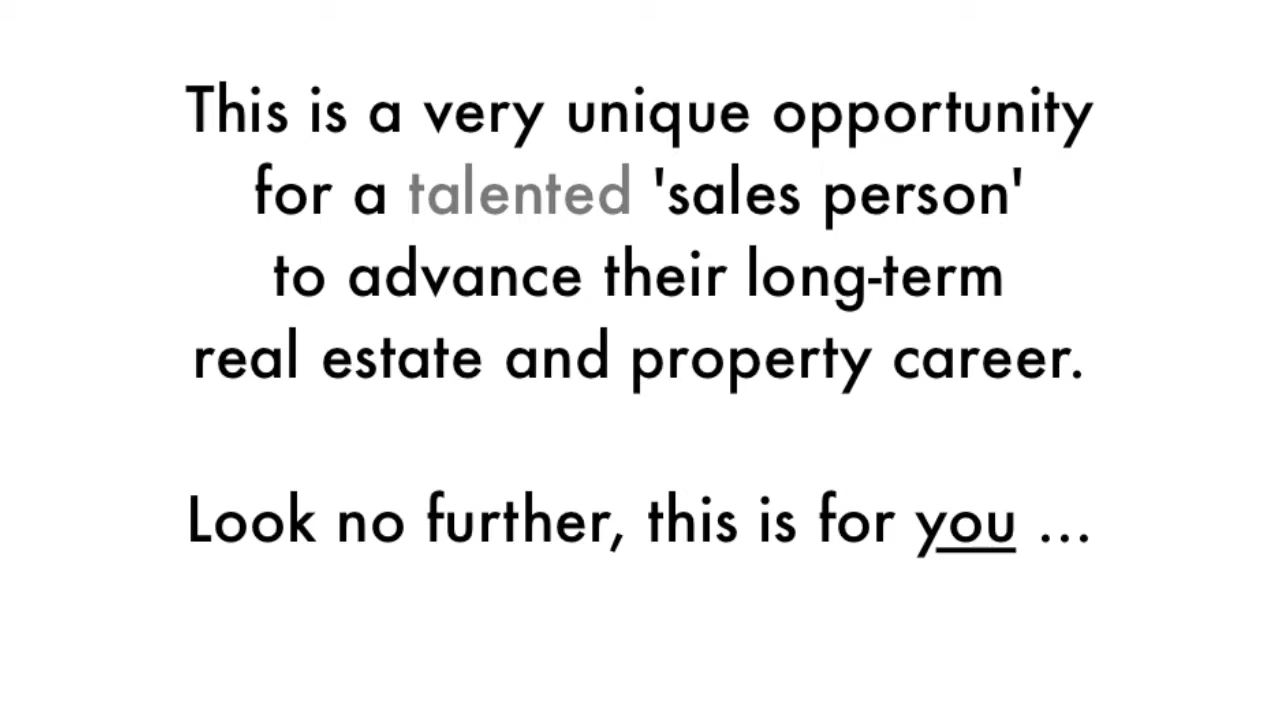 This is a very unique opportunity
for a talented 'sales person'
to advance their long-term
real estate and property career.
Look no further, this is for you ...